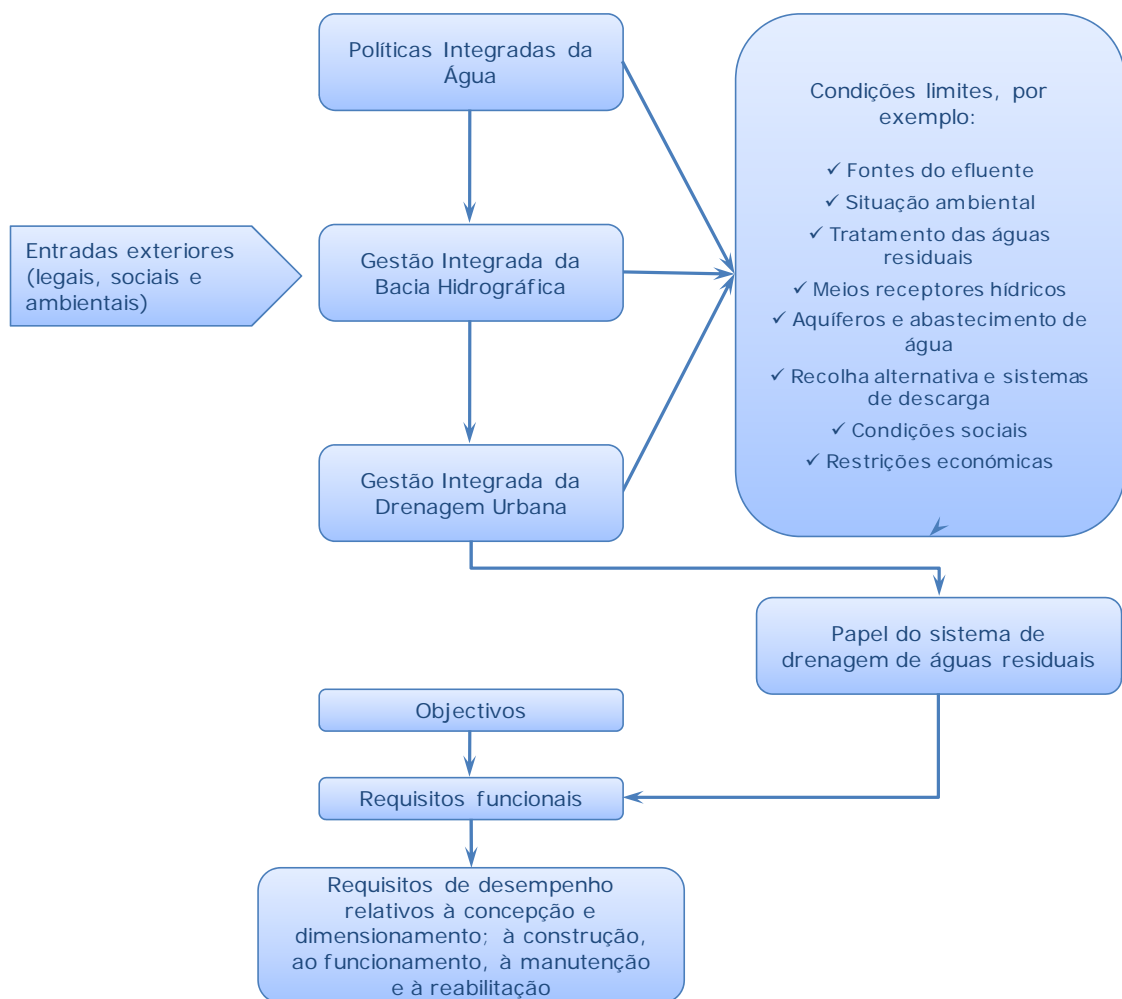 Políticas Integradas da
Água
Condições limites, por
exemplo:
✓ Fontes do efluente
✓ Situação ambiental
✓ Tratamento das águas
residuais
✓ Meios receptores hídricos
✓ Aquíferos e abastecimento de
água
✓ Recolha alternativa e sistemas
de descarga
✓ Condições sociais
✓ Restrições económicas
Entradas exteriores
(legais, sociais e
ambientais)
Gestão Integrada da
Bacia Hidrográfica
Gestão Integrada da
Drenagem Urbana
Papel do sistema de
drenagem de águas residuais
Objectivos
Requisitos funcionais
Requisitos de desempenho
relativos à concepção e
dimensionamento; à construção,
ao funcionamento, à manutenção
e à reabilitação